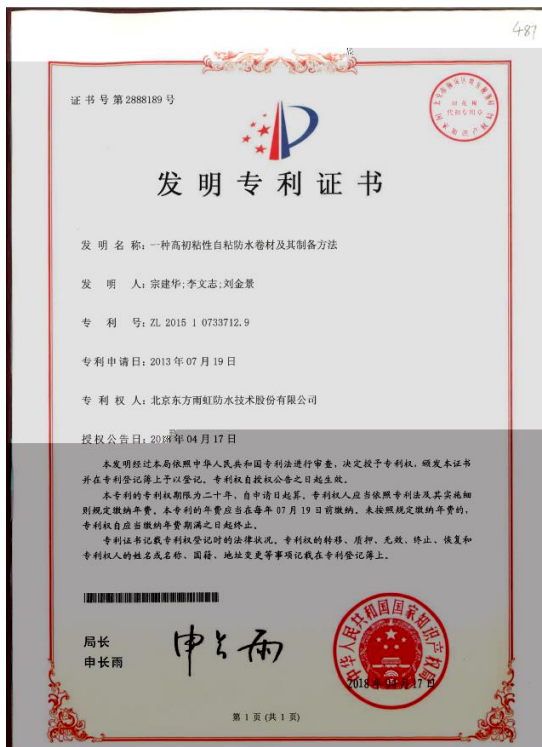 487
证书号第2888189号
发明专利证书
发明名称：一种高初粘性自粘防水卷材及其制备方法
发明人：宗建华;李文志;刘金景
专利号：ZL 2015 1 0733712.9
专利申请日：2013年07月19日
专利权人：北京东方雨虹防水技术股份有限公司
授权公告日：2018年04月17日
本发明经过本局依照中华人民共和国专利法进行审查，决定授予专利权，颁发本证书
并在专利登记簿上予以登记。专利权自授权公告之日起生效。
本专利的专利权期限为二十年，自申请日起算。专利权人应当依照专利法及其实施细
则规定缴纳年费。本专利的年费应当在每年07月19日前缴纳。未按照规定缴纳年费的，
专利权自应当缴纳年费期满之日起终止。
专利证书记载专利权登记时的法律状况。专利权的转移、质押、无效、终止、恢复和
专利权人的姓名或名称、国籍、地址变更等事项记载在专利登记簿上。
局长
申长雨
申长雨
中华人民共和国国家知识产权局
2018年04月17日
第1页（共1页）